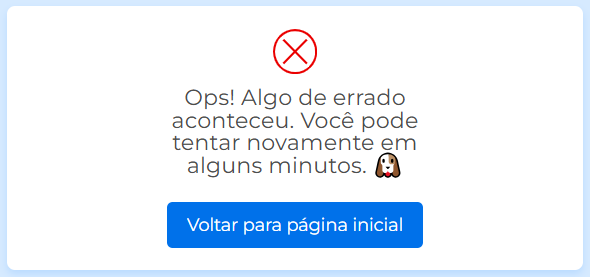 Ops! Algo de errado
aconteceu. Você pode
tentar novamente em
alguns minutos. 🐶
Voltar para página inicial